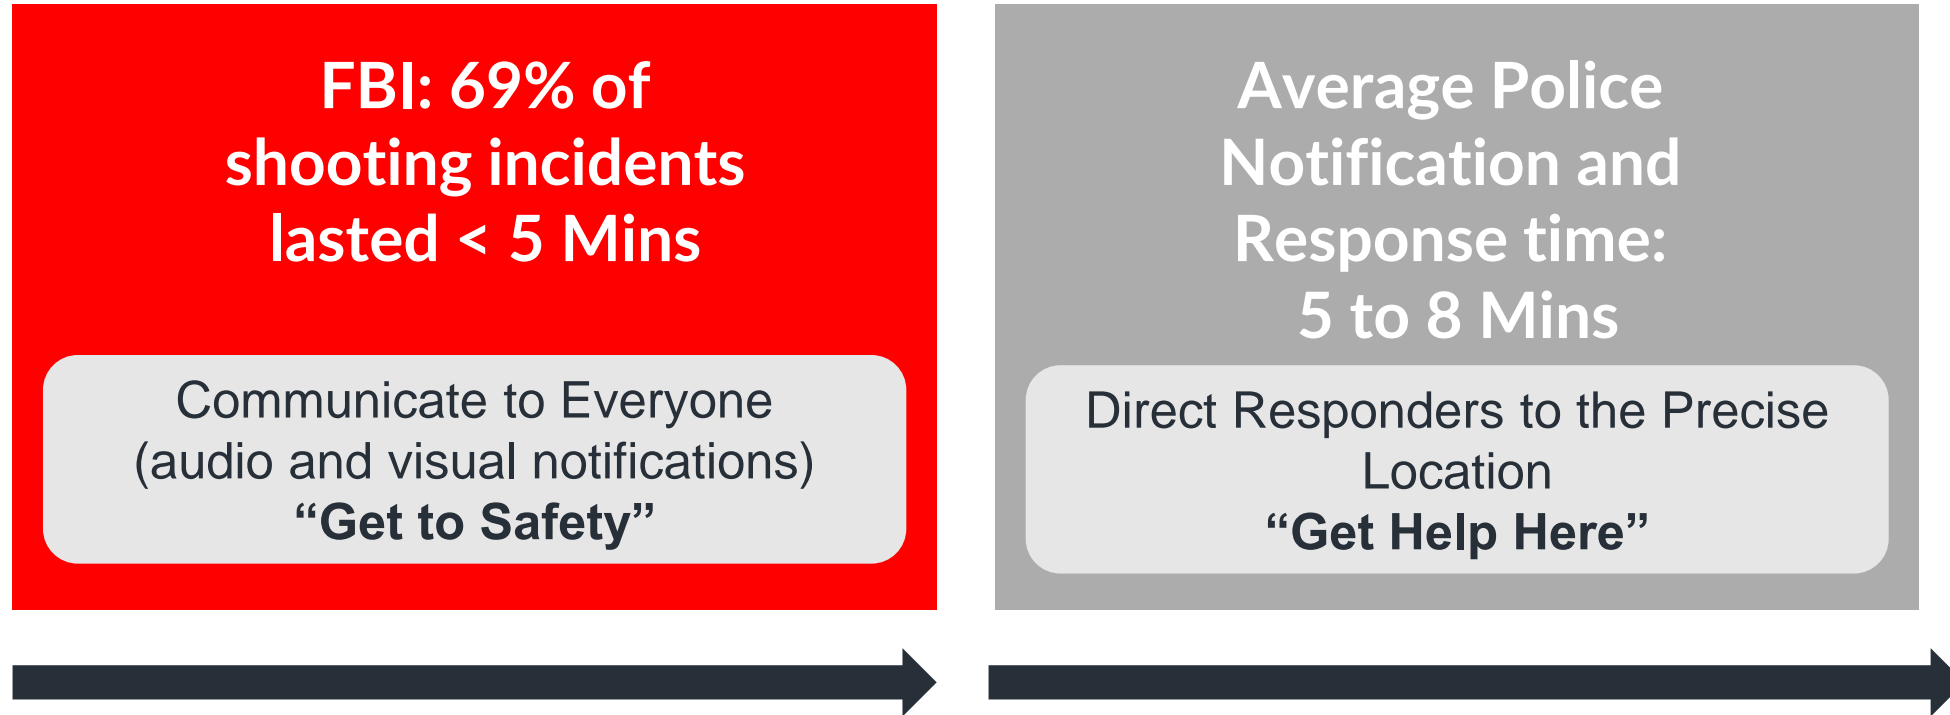 FBI: 69% of
shooting incidents
lasted < 5 Mins
Communicate to Everyone
(audio and visual notifications)
“Get to Safety”
Average Police
Notification and
Response time:
5 to 8 Mins
Direct Responders to the Precise
Location
“Get Help Here”